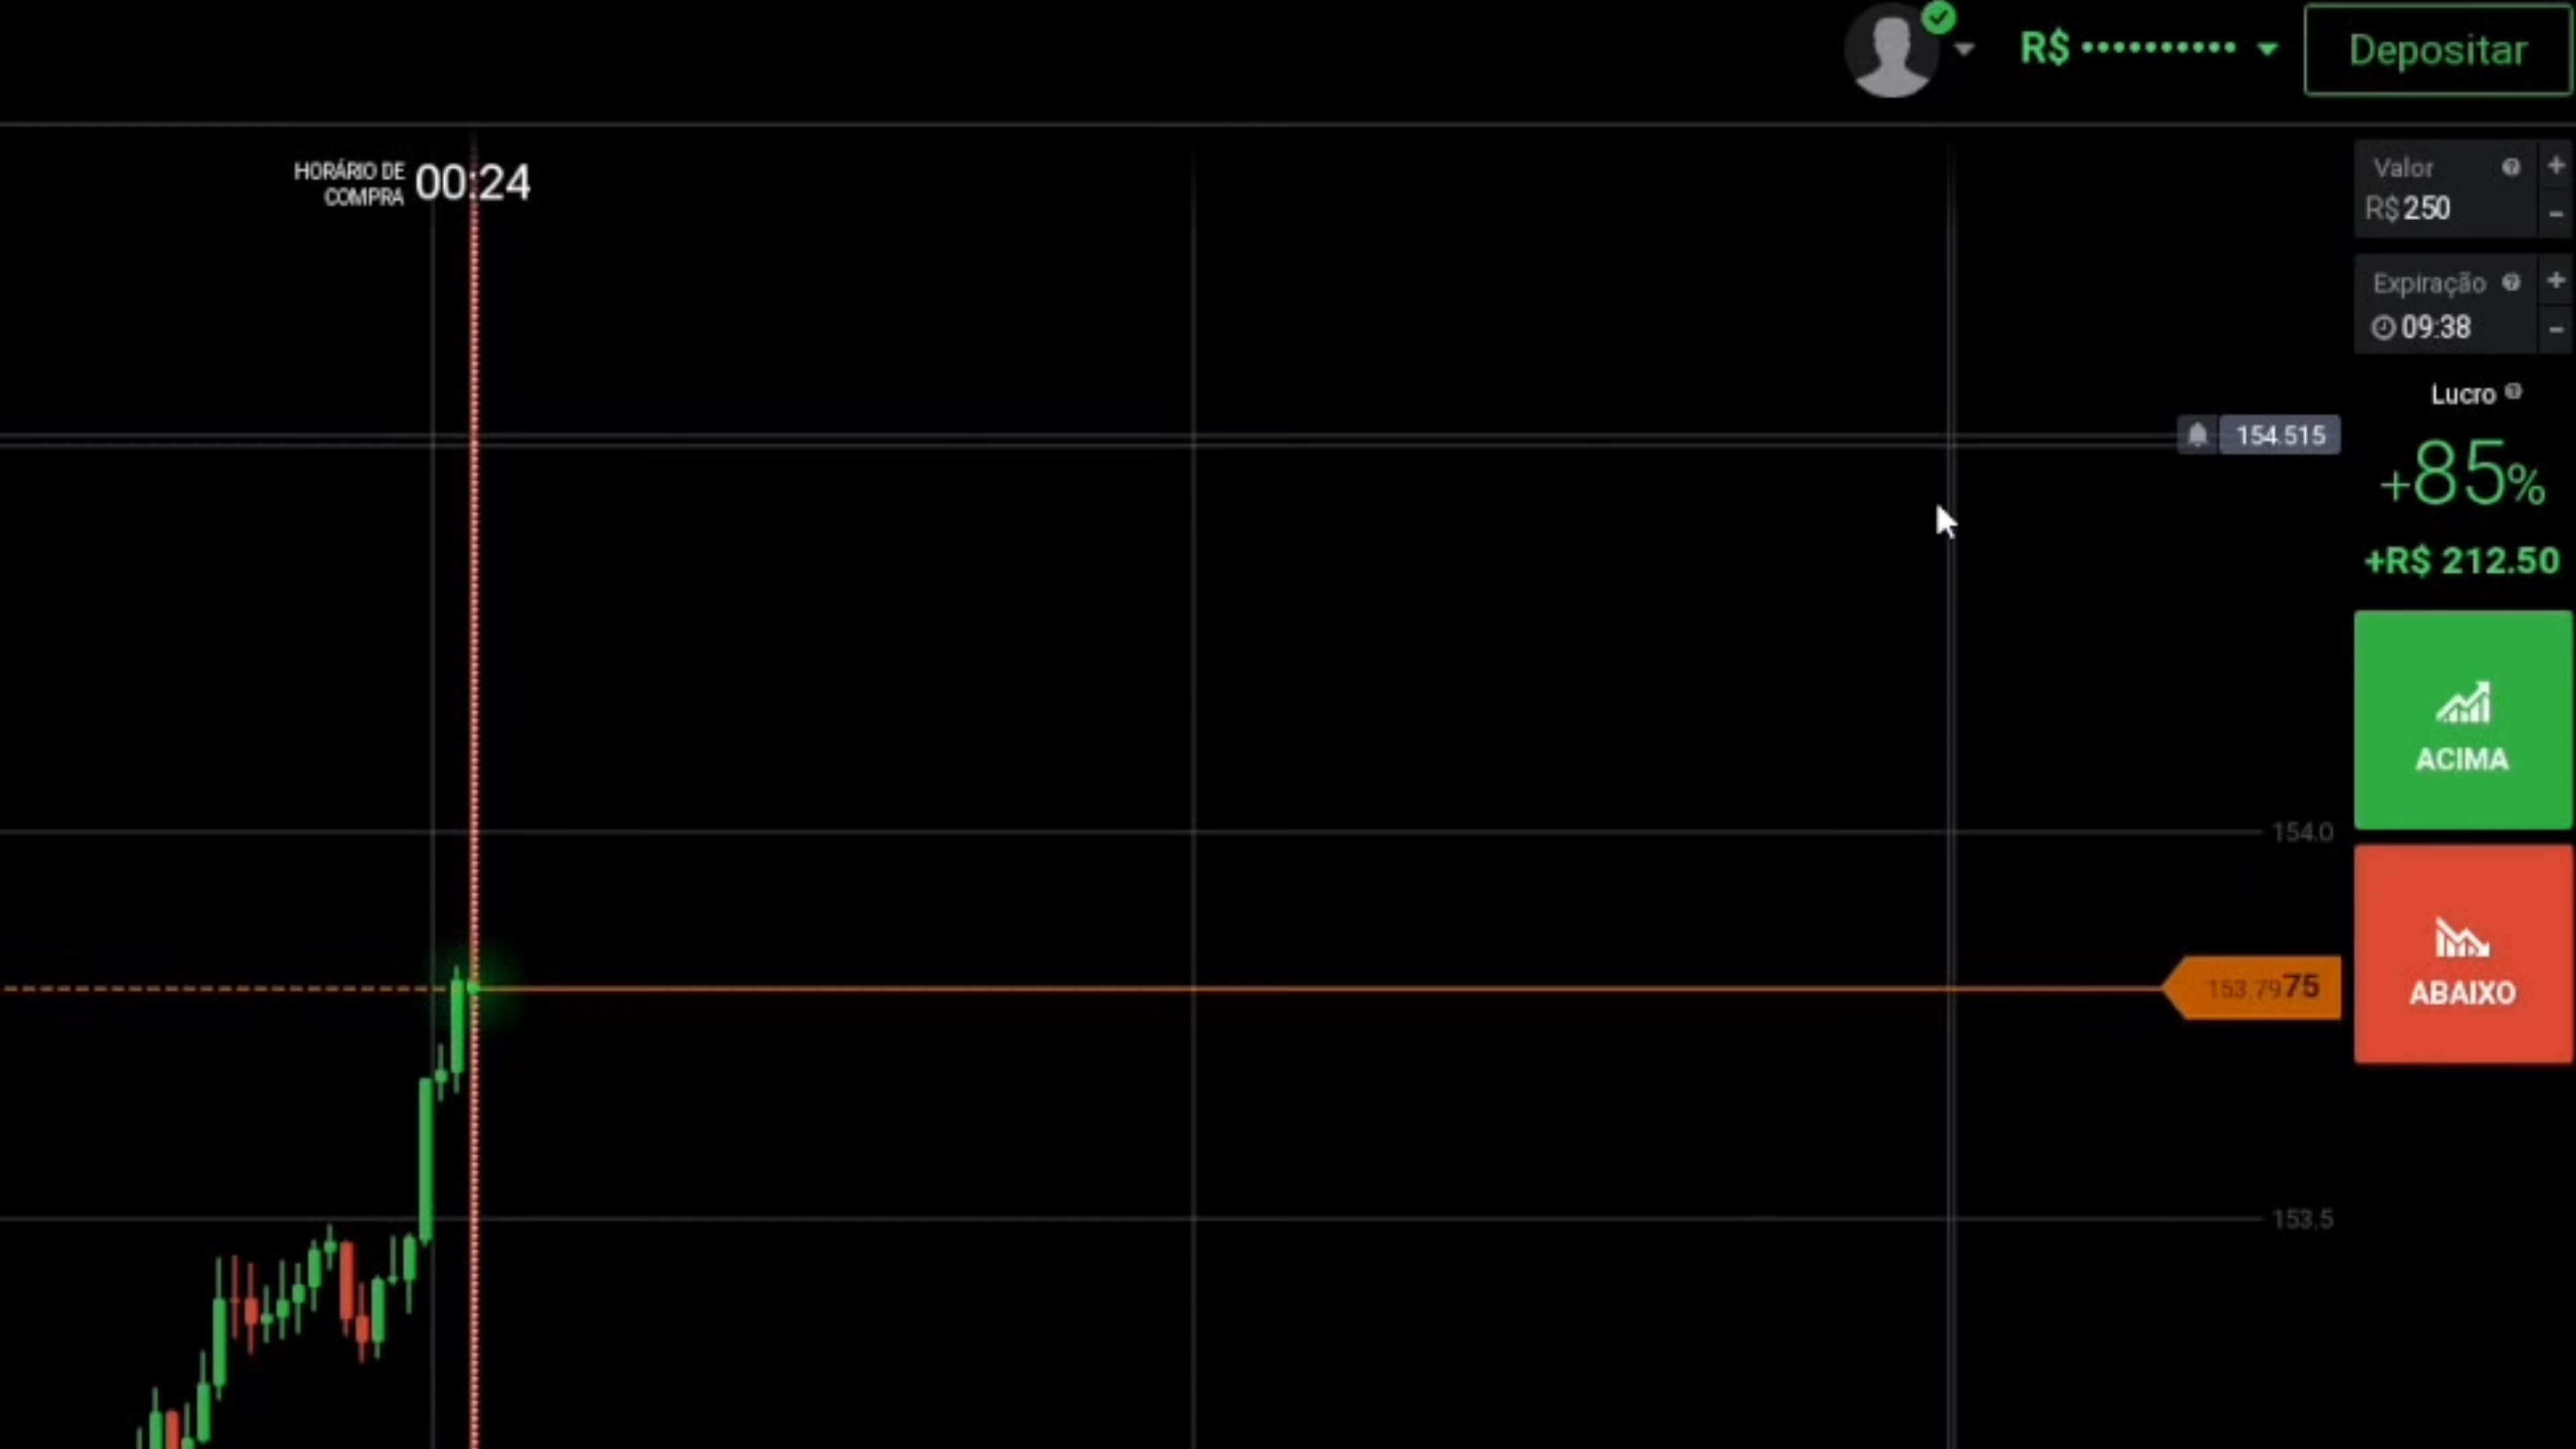 R$ ••••••••••
Depositar
HORÁRIO DE
COMPRA
00:24
Valor
R$ 250
+
-
Expiração
09:38
+
-
Lucro
154.515
+85%
+R$ 212.50
ACIMA
154.0
153.7975
ABAIXO
153.5